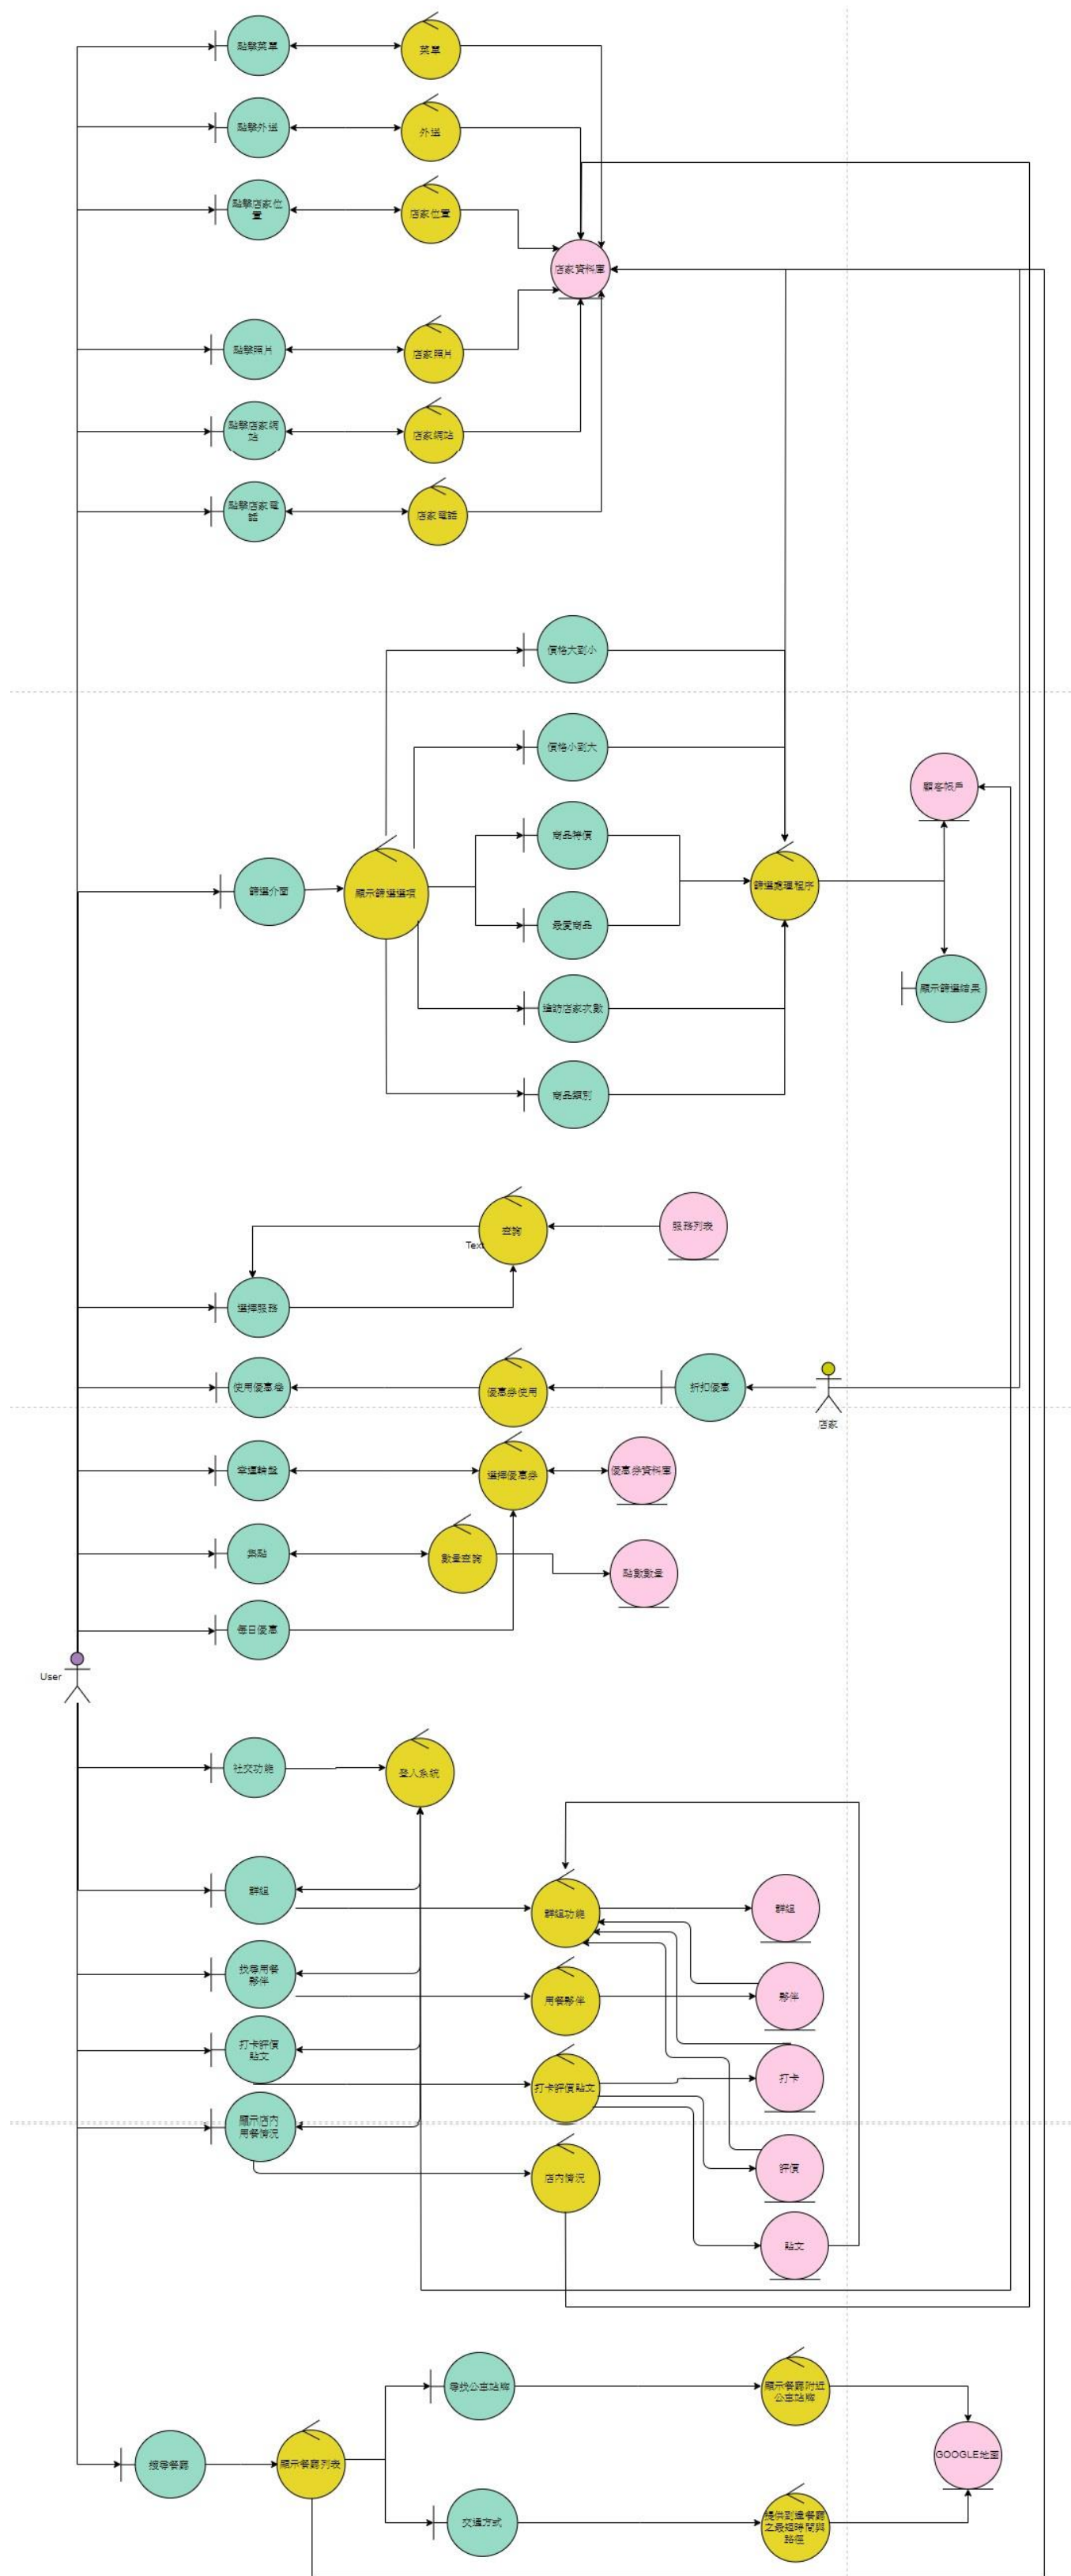 點擊菜單
菜單
點擊外送
外送
點擊店家位
置
店家位置
店家資料庫
點擊照片
店家照片
點擊店家網
站
店家網站
點擊店家電
話
店家電話
價格大到小
價格小到大
顧客帳戶
商品特價
篩選介面
顯示篩選選項
篩選處理程序
最愛商品
顯示篩選結果
造訪店家次數
商品類別
查詢
Text
服務列表
選擇服務
使用優惠卷
優惠券使用
折扣優惠
店家
幸運輪盤
選擇優惠券
優惠券資料庫
集點
數量查詢
點數數量
每日優惠
User
社交功能
登入系統
群組
群組功能
群組
找尋用餐
夥伴
用餐夥伴
夥伴
打卡評價
貼文
打卡評價貼文
打卡
顯示店內
用餐情況
店內情況
評價
貼文
尋找公車站牌
顯示餐廳附近
公車站牌
搜尋餐廳
顯示餐廳列表
GOOGLE地圖
交通方式
提供到達餐廳
之最短時間與
路徑